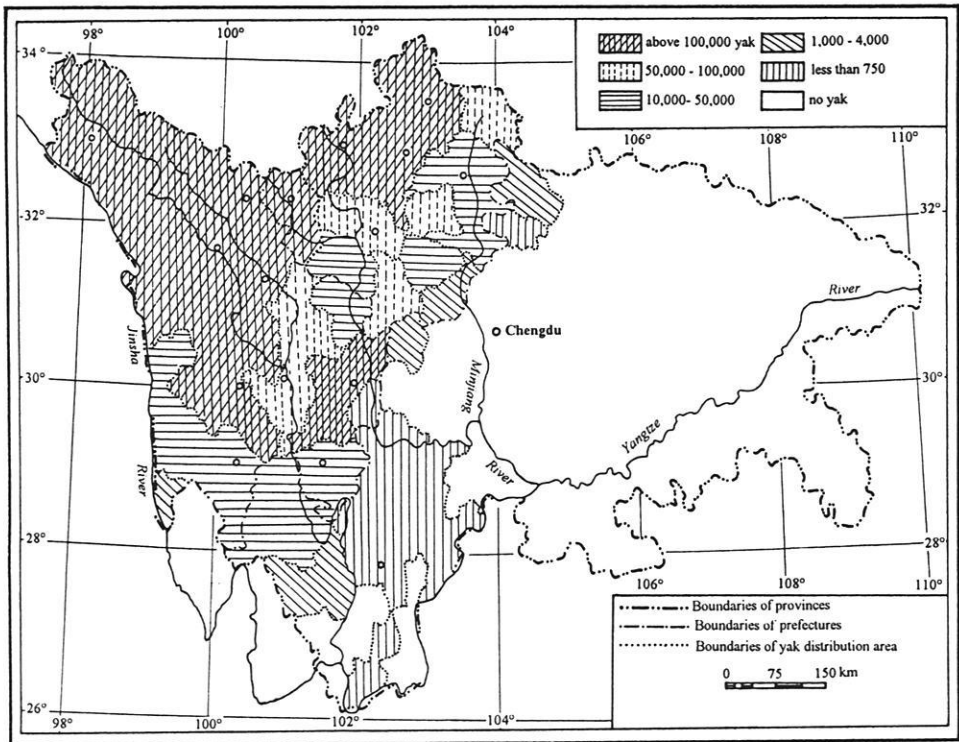 98° 100° 102° 104°
34°
above 100,000 yak
50,000 - 100,000
10,000- 50,000
1,000 - 4,000
less than 750
no yak
106° 108° 110°
32° 32°
River
Chengdu
Jinsha
30° 30°
Minjiang
Yangtze
River
River
28° 28°
106° 108° 110°
Boundaries of provinces
Boundaries of prefectures
Boundaries of yak distribution area
0 75 150 km
26°
98° 100° 102° 104°